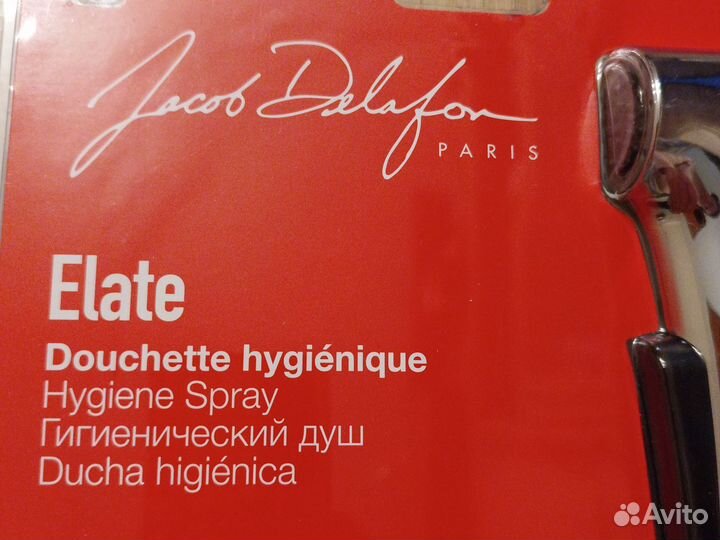 Jacob Delafon
PARIS
Elate
Douchette hygiénique
Hygiene Spray
Гигиенический душ
Ducha higiénica
Avito